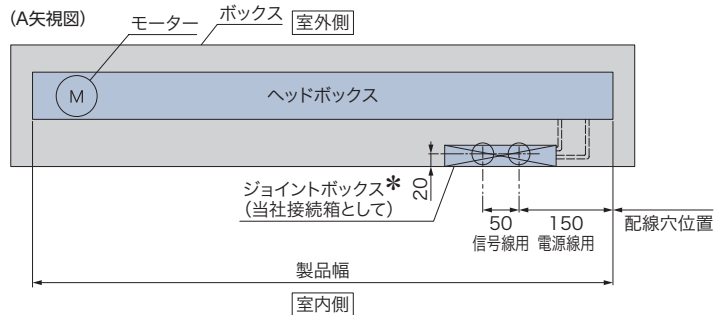 (A矢視図)
モーター
ボックス
室外側
M
ヘッドボックス
ジョイントボックス*
(当社接続箱として)
20
50
信号線用
150
電源線用
配線穴位置
製品幅
室内側